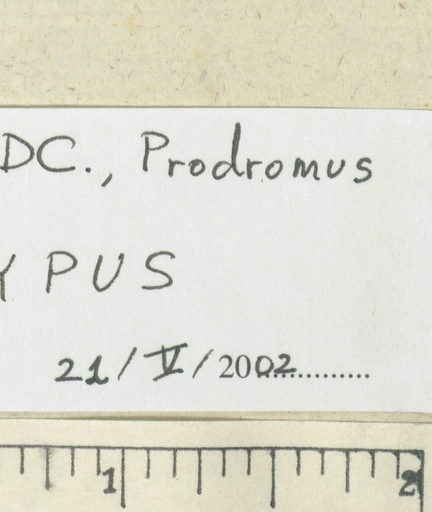 DC., Prodromus
YPUS
21/V/2002............
1 2